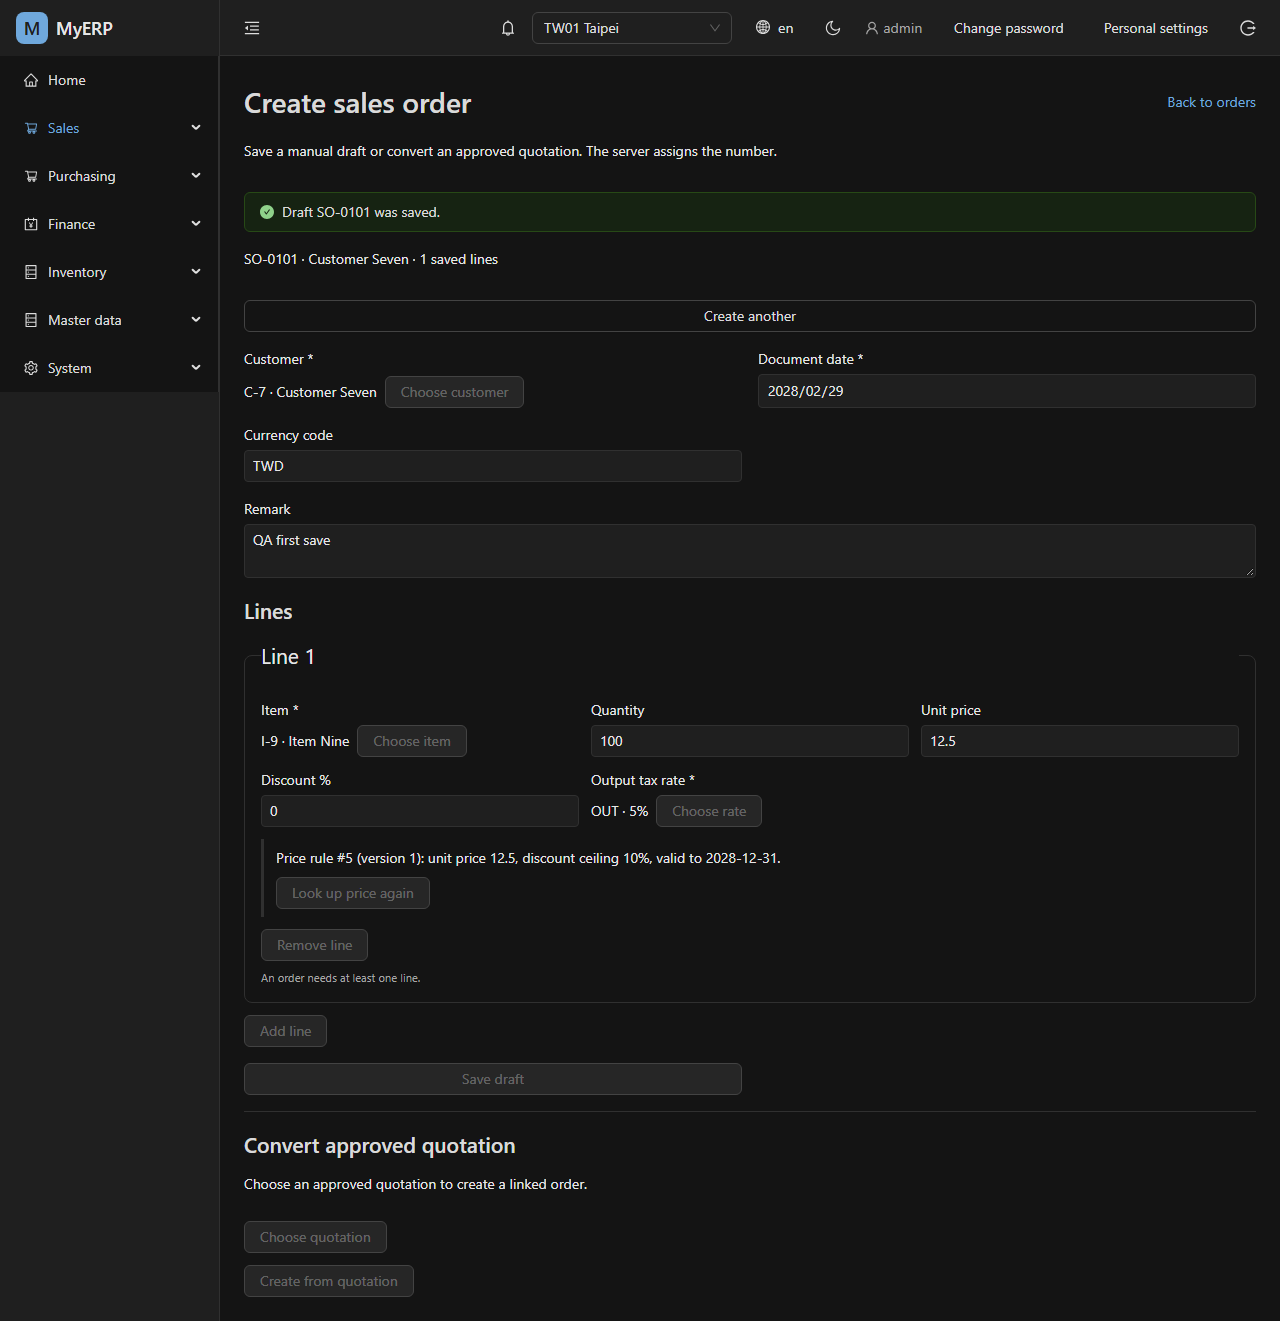 M MyERP
TW01 Taipei
en
admin
Change password
Personal settings
Home
Sales
Purchasing
Finance
Inventory
Master data
System
Create sales order
Back to orders
Save a manual draft or convert an approved quotation. The server assigns the number.
Draft SO-0101 was saved.
SO-0101 · Customer Seven · 1 saved lines
Create another
Customer *
Document date *
C-7 · Customer Seven
Choose customer
2028/02/29
Currency code
TWD
Remark
QA first save
Lines
Line 1
Item *
Quantity
Unit price
I-9 · Item Nine
Choose item
100
12.5
Discount %
Output tax rate *
0
OUT · 5%
Choose rate
Price rule #5 (version 1): unit price 12.5, discount ceiling 10%, valid to 2028-12-31.
Look up price again
Remove line
An order needs at least one line.
Add line
Save draft
Convert approved quotation
Choose an approved quotation to create a linked order.
Choose quotation
Create from quotation